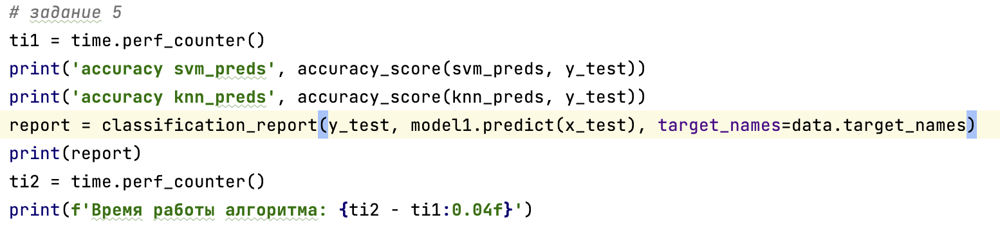 # задание 5
ti1 = time.perf_counter()
print('accuracy svm_preds', accuracy_score(svm_preds, y_test))
print('accuracy knn_preds', accuracy_score(knn_preds, y_test))
report = classification_report(y_test, model1.predict(x_test), target_names=data.target_names)
print(report)
ti2 = time.perf_counter()
print(f'Время работы алгоритма: {ti2 - ti1:0.04f}')